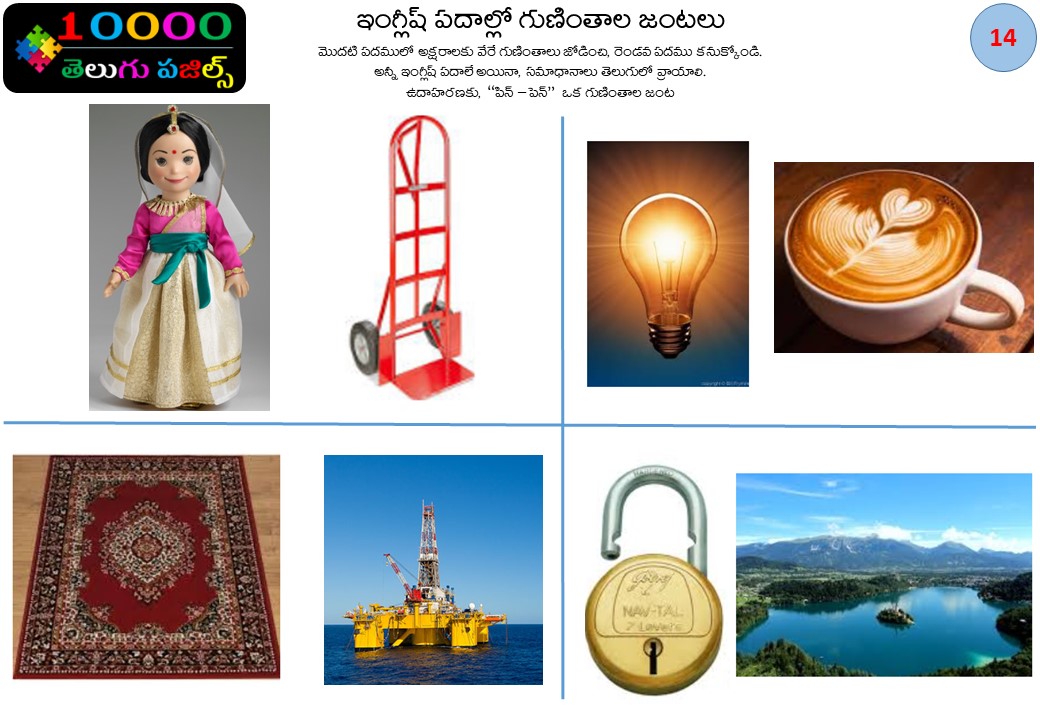 10000
తెలుగు పజిల్స్
ఇంగ్లీష్ పదాల్లో గుణింతాల జంటలు
మొదటి పదములో అక్షరాలకు వేరే గుణింతాలు జోడించి, రెండవ పదము కనుక్కోండి.
అన్నీ ఇంగ్లీష్ పదాలే అయినా, సమాధానాలు తెలుగులో వ్రాయాలి.
ఉదాహరణకు, “పిన్ – పెన్” ఒక గుణింతాల జంట
14
Godrej
NAV-TAL
7 Levers